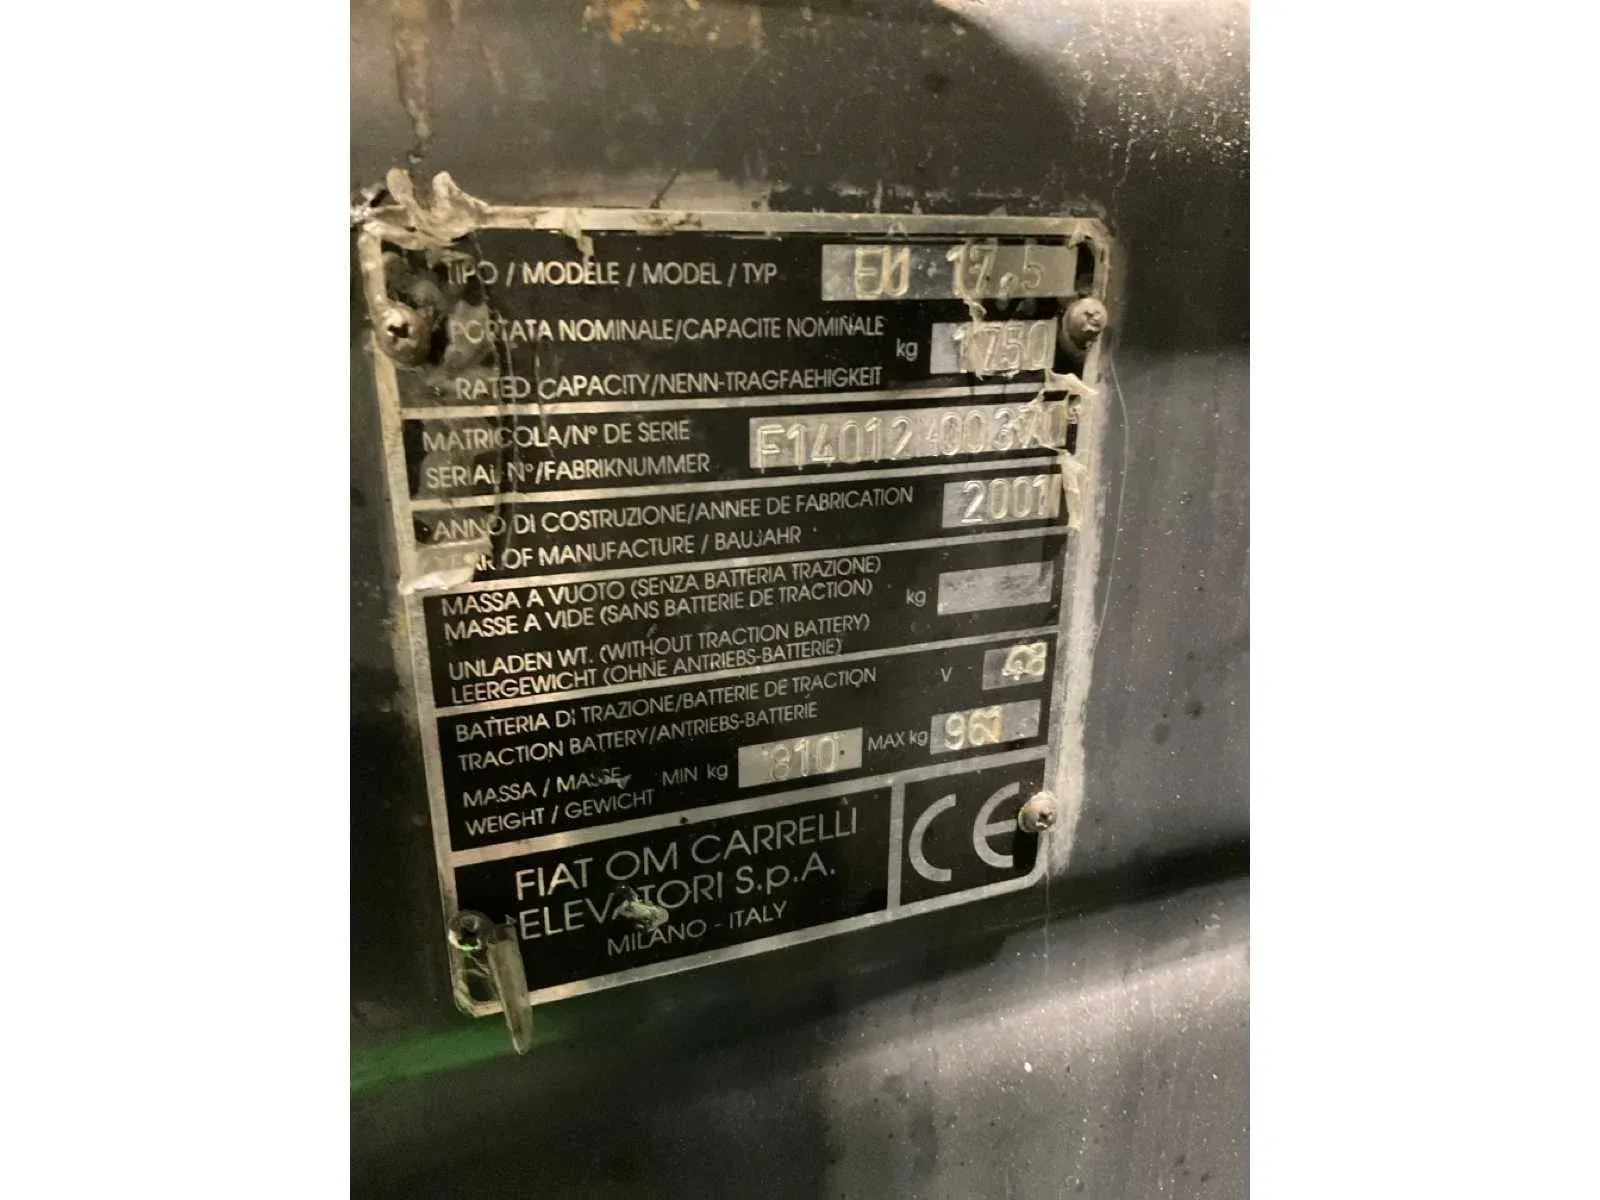 TIPO / MODÈLE / MODEL / TYP EU 17,5
PORTATA NOMINALE/CAPACITE NOMINALE
kg 1750
RATED CAPACITY/NENN-TRAGFAEHIGKEIT
MATRICOLA/N° DE SERIE
SERIAL N°/FABRIKNUMMER
ANNO DI COSTRUZIONE/ANNEE DE FABRICATION 2001
YEAR OF MANUFACTURE / BAUJAHR
MASSA A VUOTO (SENZA BATTERIA TRAZIONE)
MASSE A VIDE (SANS BATTERIE DE TRACTION) kg
UNLADEN WT. (WITHOUT TRACTION BATTERY)
LEERGEWICHT (OHNE ANTRIEBS-BATTERIE)
BATTERIA DI TRAZIONE/BATTERIE DE TRACTION V 48
TRACTION BATTERY/ANTRIEBS-BATTERIE
MASSA / MASSE MIN kg 810 MAX kg
WEIGHT / GEWICHT
FIAT OM CARRELLI
ELEVATORI S.p.A.
MILANO - ITALY
CE